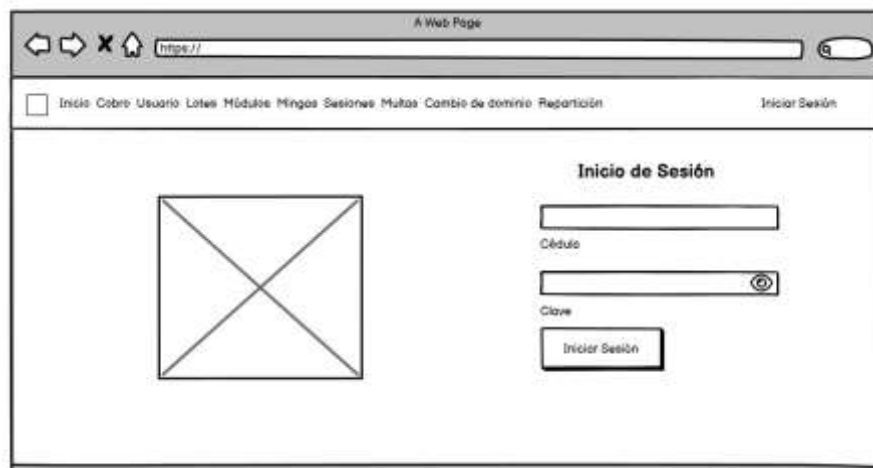 A Web Page
https://
Inicio Cobro Usuario Lotes Módulos Mingas Sesiones Multas Cambio de dominio Repartición Iniciar Sesión
Inicio de Sesión
Cédula
Clave
Iniciar Sesión